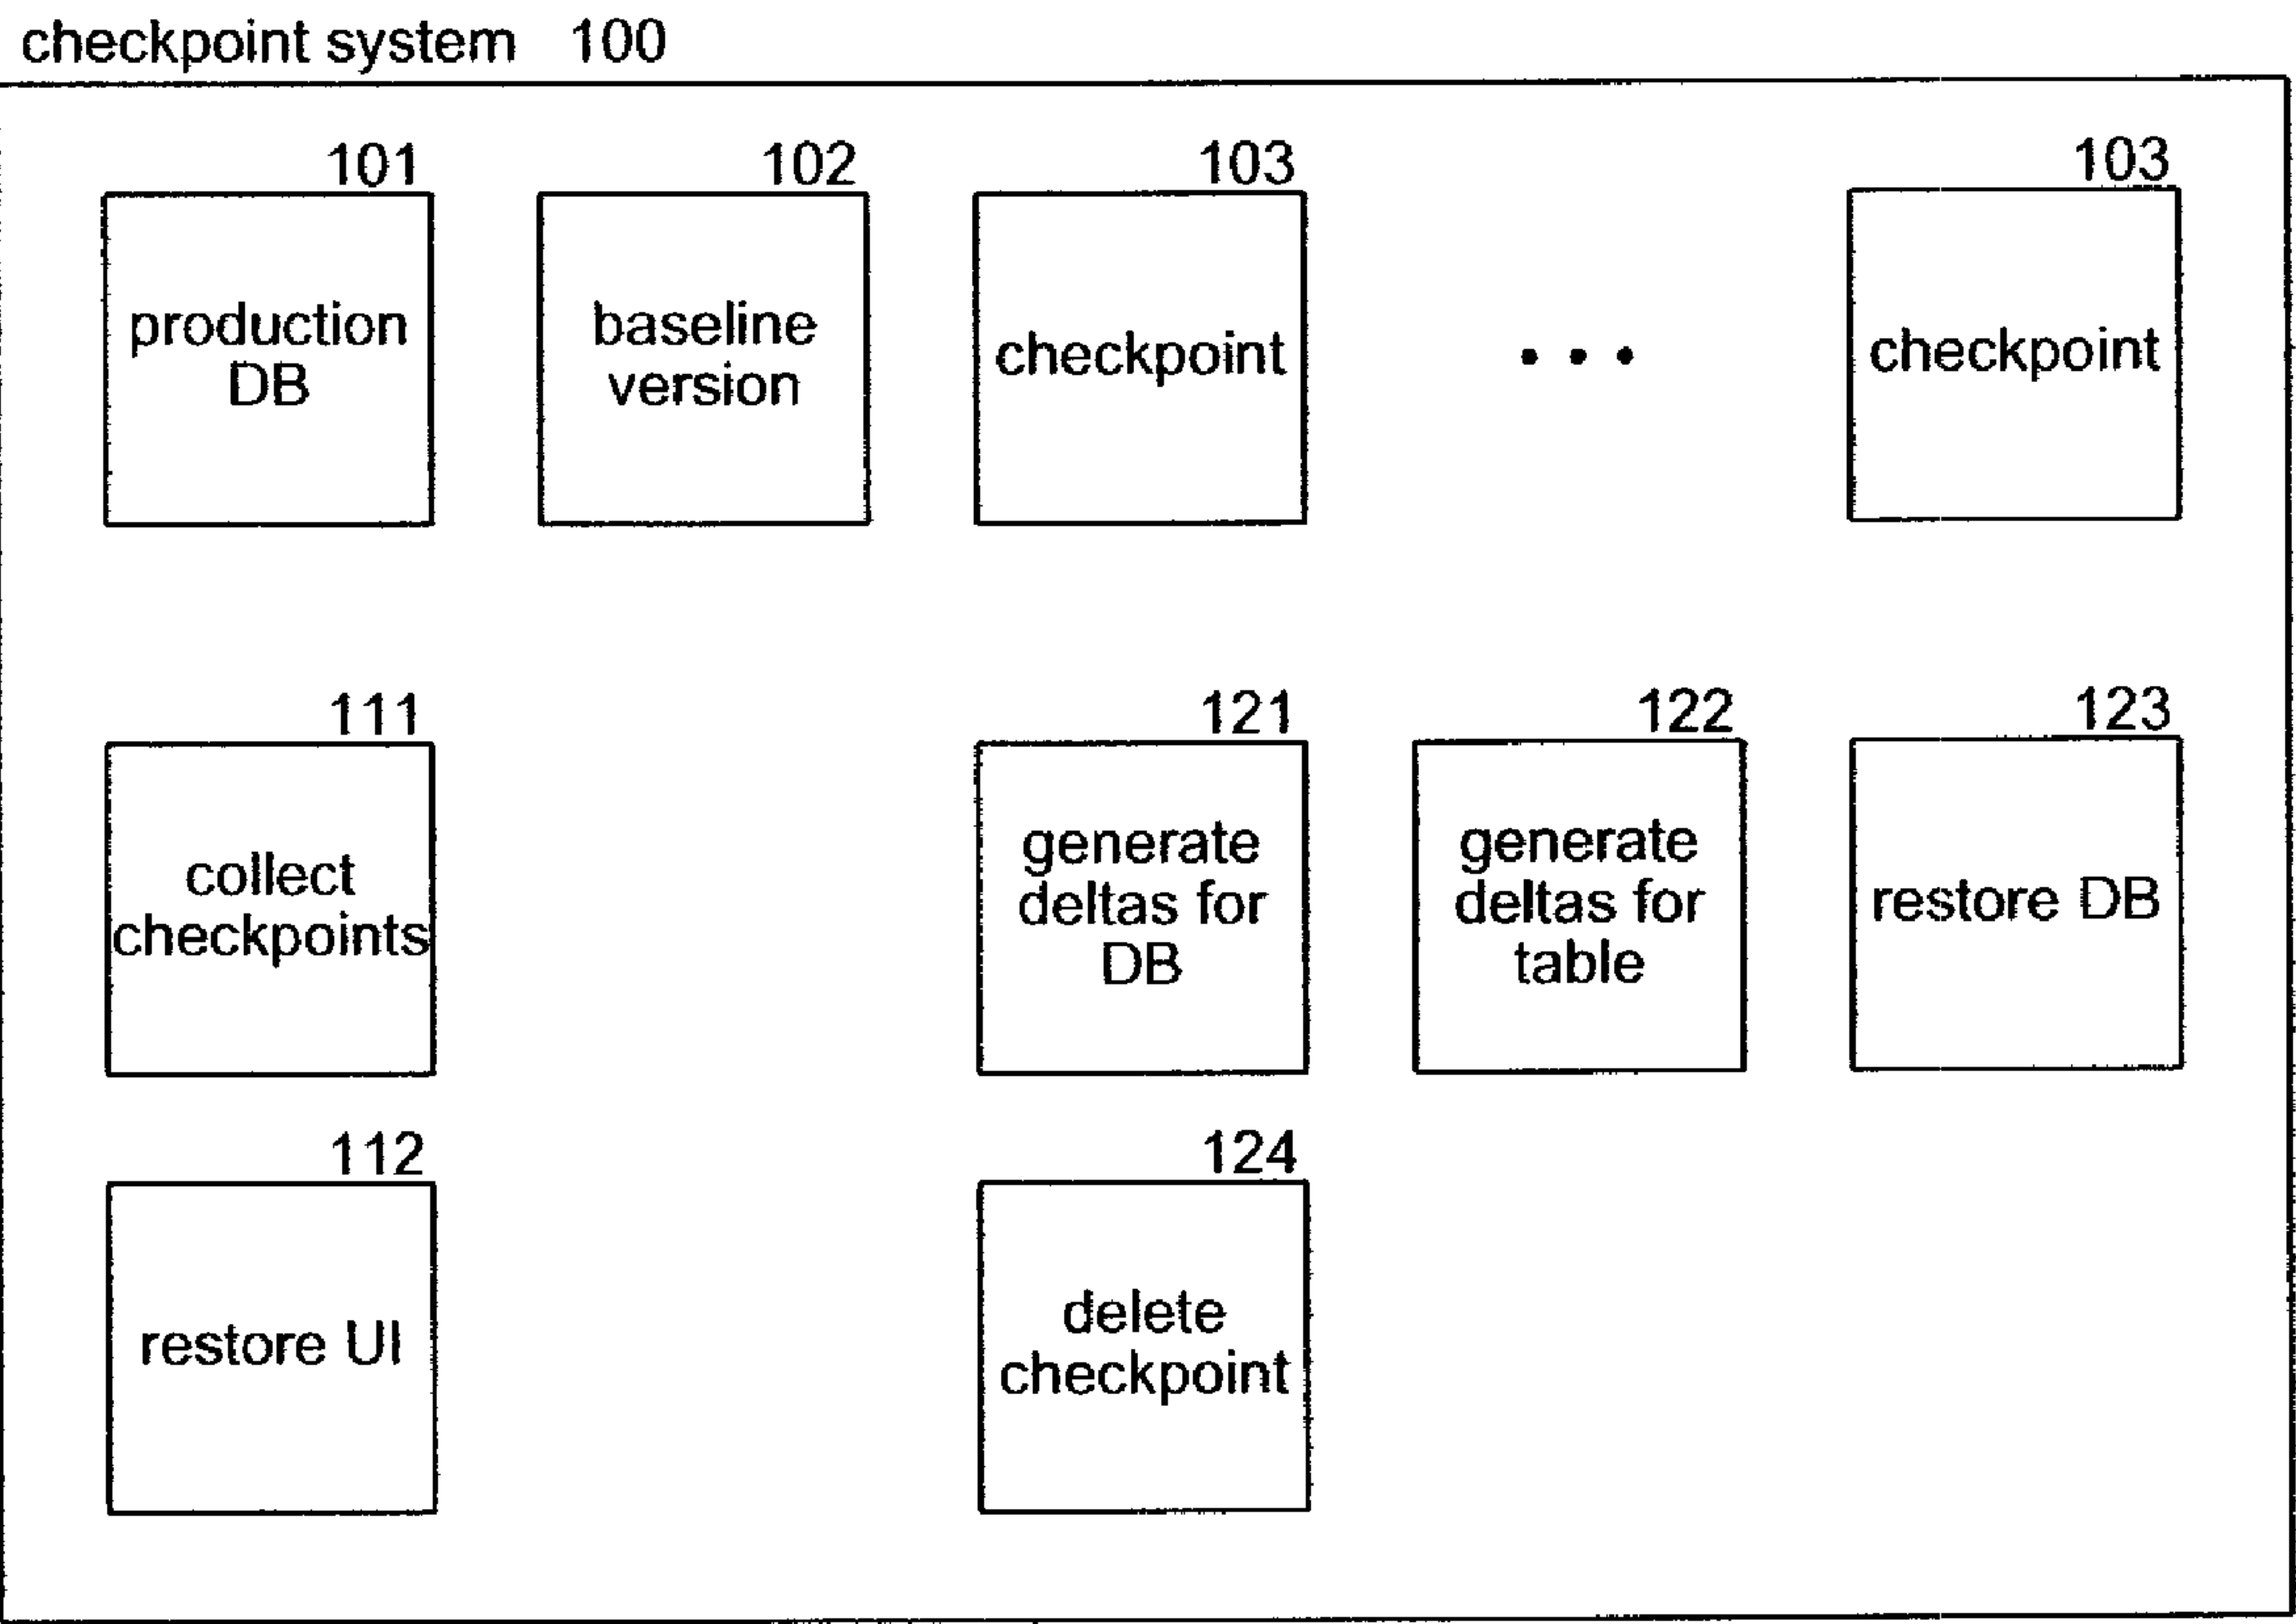 checkpoint system 100
101
102
103
103
production
DB
baseline
version
checkpoint
• • •
checkpoint
111
121
122
123
collect
checkpoints
generate
deltas for
DB
generate
deltas for
table
restore DB
112
124
restore UI
delete
checkpoint